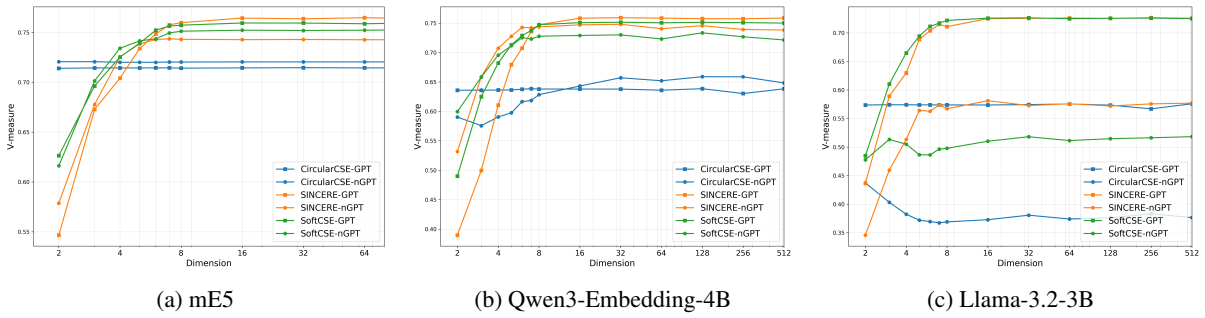 0.75
0.70
0.65
0.60
0.55
V-measure
2
4
8
16
32
64
Dimension
CircularCSE-GPT
CircularCSE-nGPT
SINCERE-GPT
SINCERE-nGPT
SoftCSE-GPT
SoftCSE-nGPT
(a) mE5
0.75
0.70
0.65
0.60
0.55
0.50
0.45
0.40
V-measure
2
4
8
16
32
64
128
256
512
Dimension
CircularCSE-GPT
CircularCSE-nGPT
SINCERE-GPT
SINCERE-nGPT
SoftCSE-GPT
SoftCSE-nGPT
(b) Qwen3-Embedding-4B
0.75
0.70
0.65
0.60
0.55
0.50
0.45
0.40
0.35
V-measure
2
4
8
16
32
64
128
256
512
Dimension
CircularCSE-GPT
CircularCSE-nGPT
SINCERE-GPT
SINCERE-nGPT
SoftCSE-GPT
SoftCSE-nGPT
(c) Llama-3.2-3B